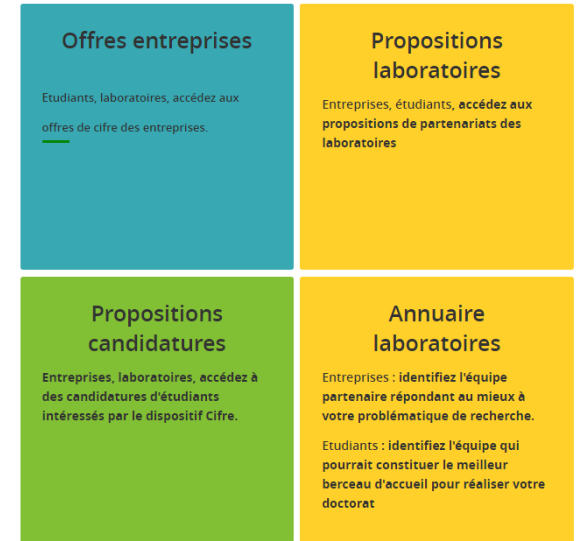 Offres entreprises
Etudiants, laboratoires, accédez aux
offres de cifre des entreprises.
Propositions
laboratoires
Entreprises, étudiants, accédez aux
propositions de partenariats des
laboratoires
Propositions
candidatures
Entreprises, laboratoires, accédez à
des candidatures d'étudiants
intéressés par le dispositif Cifre.
Annuaire
laboratoires
Entreprises : identifiez l'équipe
partenaire répondant au mieux à
votre problématique de recherche.
Etudiants : identifiez l'équipe qui
pourrait constituer le meilleur
berceau d'accueil pour réaliser votre
doctorat